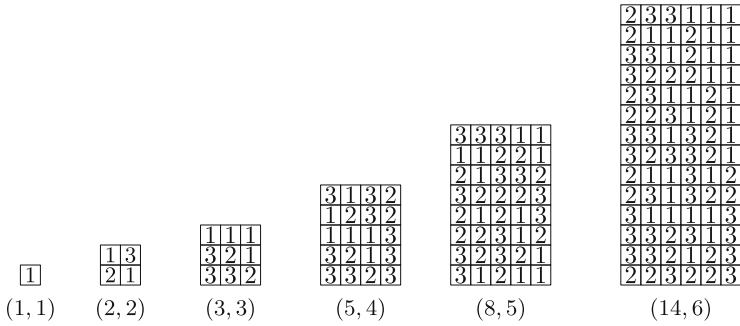 1
(1, 1)
1 3
2 1
(2, 2)
1 1 1
3 2 1
3 3 2
(3, 3)
3 1 3 2
1 2 3 2
1 1 1 3
3 2 1 3
3 3 2 3
(5, 4)
3 3 3 1 1
1 1 2 2 1
2 1 3 3 2
3 2 2 2 3
2 1 2 1 3
2 2 3 1 2
3 2 3 2 1
3 1 2 1 1
(8, 5)
2 3 3 1 1 1
2 1 1 2 1 1
3 3 1 2 1 1
3 2 2 2 1 1
2 3 1 1 2 1
2 2 3 1 2 1
3 3 1 3 2 1
3 2 3 3 2 1
2 1 1 3 1 2
2 3 1 3 2 2
3 1 1 1 1 3
3 3 2 3 1 3
3 3 2 1 2 3
2 2 3 2 2 3
(14, 6)